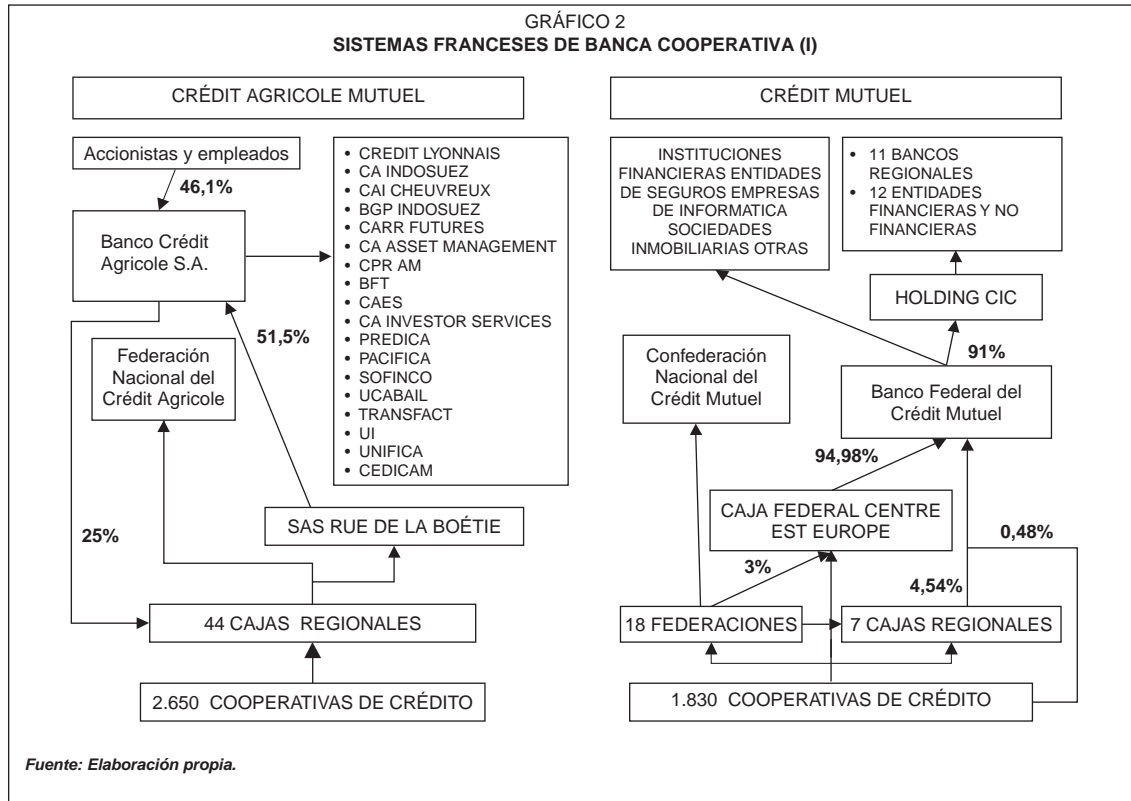 GRÁFICO 2
SISTEMAS FRANCESES DE BANCA COOPERATIVA (I)
CRÉDIT AGRICOLE MUTUEL
Accionistas y empleados
46,1%
Banco Crédit
Agricole S.A.
• CREDIT LYONNAIS
• CA INDOSUEZ
• CAI CHEUVREUX
• BGP INDOSUEZ
• CARR FUTURES
• CA ASSET MANAGEMENT
• CPR AM
• BFT
• CAES
• CA INVESTOR SERVICES
• PREDICA
• PACIFICA
• SOFINCO
• UCABAIL
• TRANSFACT
• UI
• UNIFICA
• CEDICAM
51,5%
Federación
Nacional del
Crédit Agricole
25%
SAS RUE DE LA BOÉTIE
44 CAJAS REGIONALES
2.650 COOPERATIVAS DE CRÉDITO
CRÉDIT MUTUEL
INSTITUCIONES
FINANCIERAS ENTIDADES
DE SEGUROS EMPRESAS
DE INFORMATICA
SOCIEDADES
INMOBILIARIAS OTRAS
• 11 BANCOS
REGIONALES
• 12 ENTIDADES
FINANCIERAS Y NO
FINANCIERAS
HOLDING CIC
91%
Confederación
Nacional del
Crédit Mutuel
Banco Federal del
Crédit Mutuel
94,98%
CAJA FEDERAL CENTRE
EST EUROPE
0,48%
3%
4,54%
18 FEDERACIONES
7 CAJAS REGIONALES
1.830 COOPERATIVAS DE CRÉDITO
Fuente: Elaboración propia.